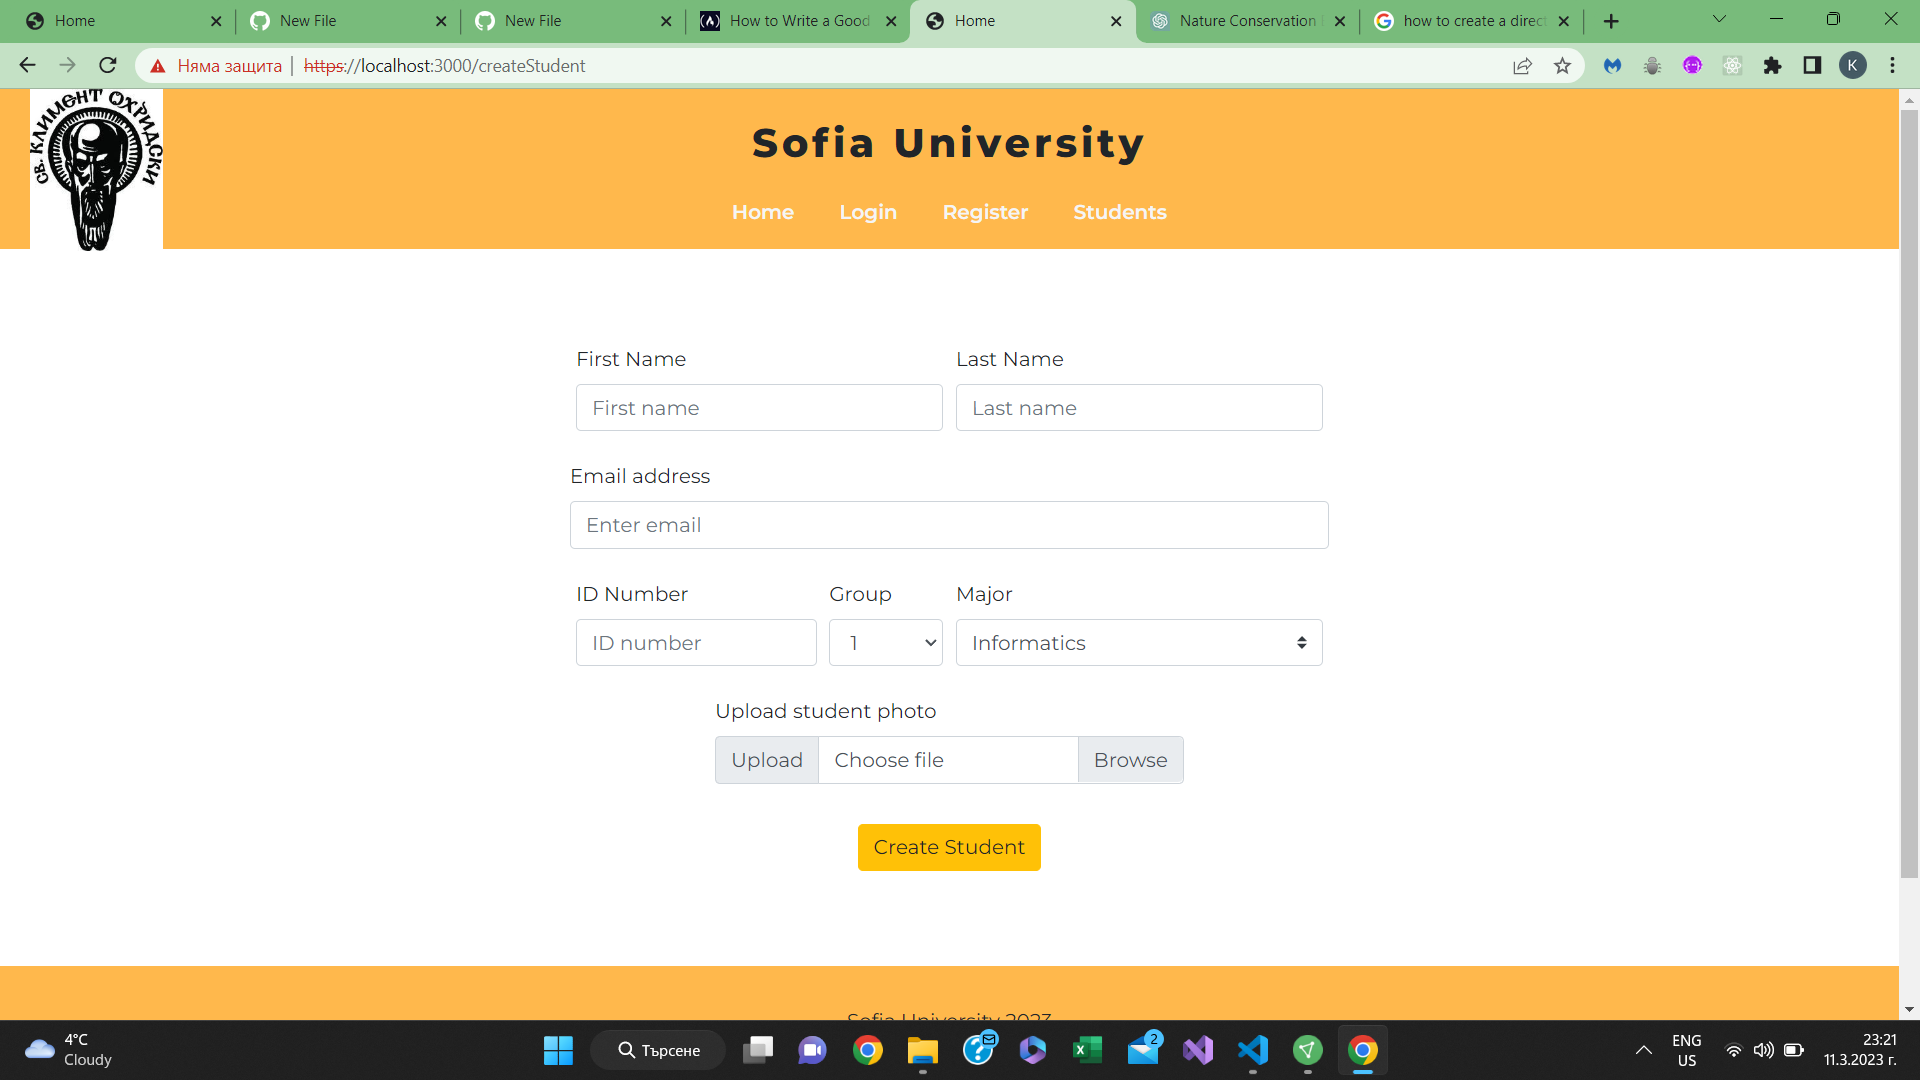 Home
New File
New File
How to Write a Good
Home
Nature Conservation
how to create a direct
Няма защита
https://localhost:3000/createStudent
K
СВ. КЛИМЕНТ ОХРИДСКИ
Sofia University
Home
Login
Register
Students
First Name
Last Name
First name
Last name
Email address
Enter email
ID Number
Group
Major
ID number
1
Informatics
Upload student photo
Upload
Choose file
Browse
Create Student
Sofia University 2023
4°C
Cloudy
Търсене
2
ENG
US
23:21
11.3.2023 г.